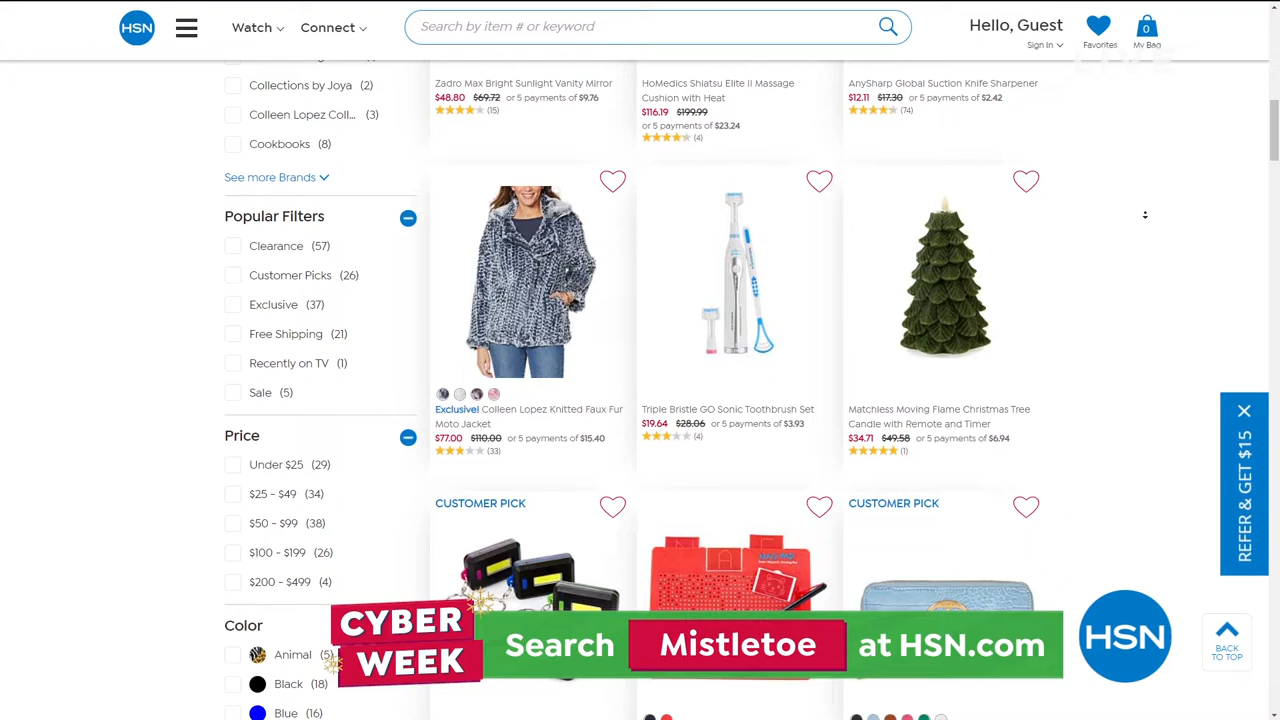 HSN
Watch
Connect
Search by item # or keyword
Hello, Guest
Sign In
Favorites
0
My Bag
Collections by Joya (2)
Colleen Lopez Coll... (3)
Cookbooks (8)
See more Brands
Popular Filters
Clearance (57)
Customer Picks (26)
Exclusive (37)
Free Shipping (21)
Recently on TV (1)
Sale (5)
Price
Under $25 (29)
$25 - $49 (34)
$50 - $99 (38)
$100 - $199 (26)
$200 - $499 (4)
Color
Animal (5)
Black (18)
Blue (16)
Zadro Max Bright Sunlight Vanity Mirror
$48.80 $69.72 or 5 payments of $9.76
(15)
HoMedics Shiatsu Elite II Massage
Cushion with Heat
$116.19 $199.99
or 5 payments of $23.24
(4)
AnySharp Global Suction Knife Sharpener
$12.11 $17.30 or 5 payments of $2.42
(74)
Exclusive! Colleen Lopez Knitted Faux Fur
Moto Jacket
$77.00 $110.00 or 5 payments of $15.40
(33)
Triple Bristle GO Sonic Toothbrush Set
$19.64 $28.06 or 5 payments of $3.93
(4)
Matchless Moving Flame Christmas Tree
Candle with Remote and Timer
$34.71 $49.58 or 5 payments of $6.94
(1)
CUSTOMER PICK
CUSTOMER PICK
REFER & GET $15
CYBER
WEEK
Search Mistletoe at HSN.com
HSN
BACK
TO TOP